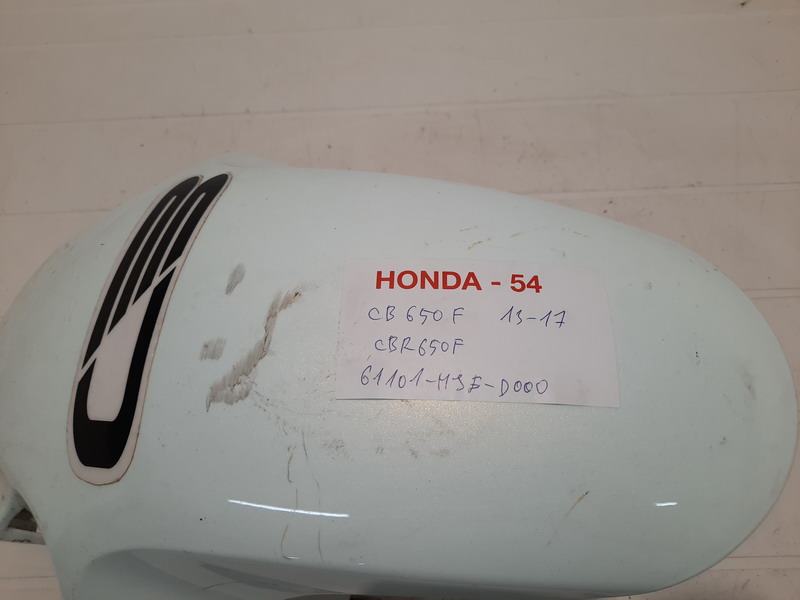 HONDA - 54
CB 650 F 13-17
CBR650F
61101-MJE-D000